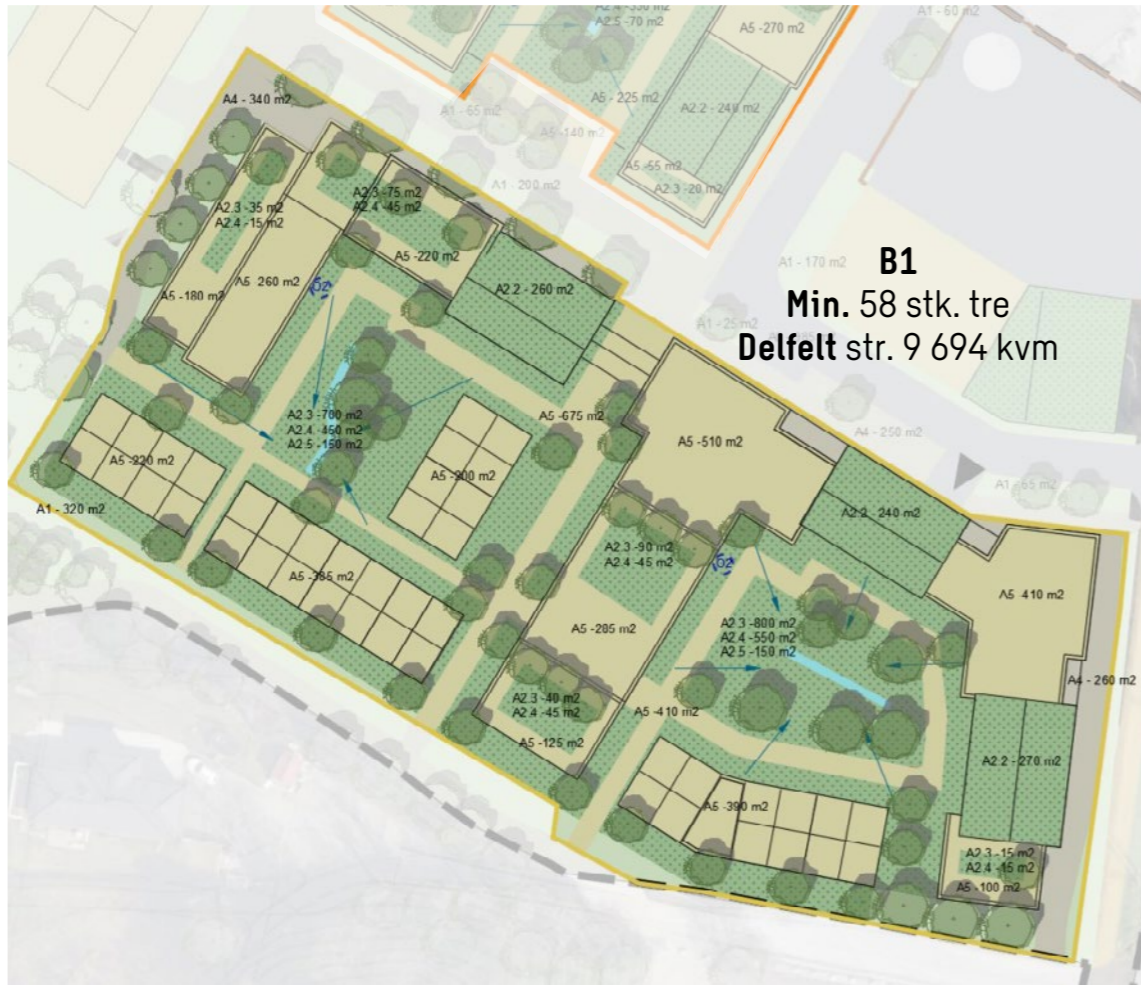 A2.5 -70 m2
A5 -270 m2
A1 - 60 m2
A4 - 340 m2
A1 - 65 m2
A5 - 225 m2
A2.2 - 240 m2
A5 -140 m2
A5 -55 m2
A2.3 -20 m2
A1 - 200 m2
A2.3 -75 m2
A2.4 -45 m2
A2.3 -35 m2
A2.4 -15 m2
A5 -220 m2
A5 -260 m2
A5 -180 m2
A2.2 - 260 m2
A1 - 170 m2
B1
Min. 58 stk. tre
Delfelt str. 9 694 kvm
A1 - 25 m2
A4 - 250 m2
A1 - 65 m2
A2.3 -700 m2
A2.4 -450 m2
A2.5 -150 m2
A5 -675 m2
A5 -510 m2
A5 -220 m2
A1 - 320 m2
A2.2 - 240 m2
A2.3 -90 m2
A2.4 -45 m2
A5 -410 m2
A2.3 -800 m2
A2.4 -550 m2
A2.5 -150 m2
A4 - 260 m2
A2.3 -40 m2
A2.4 -45 m2
A5 -410 m2
A5 -125 m2
A2.2 - 270 m2
A5 -390 m2
A2.3 -15 m2
A2.4 -15 m2
A5 -100 m2